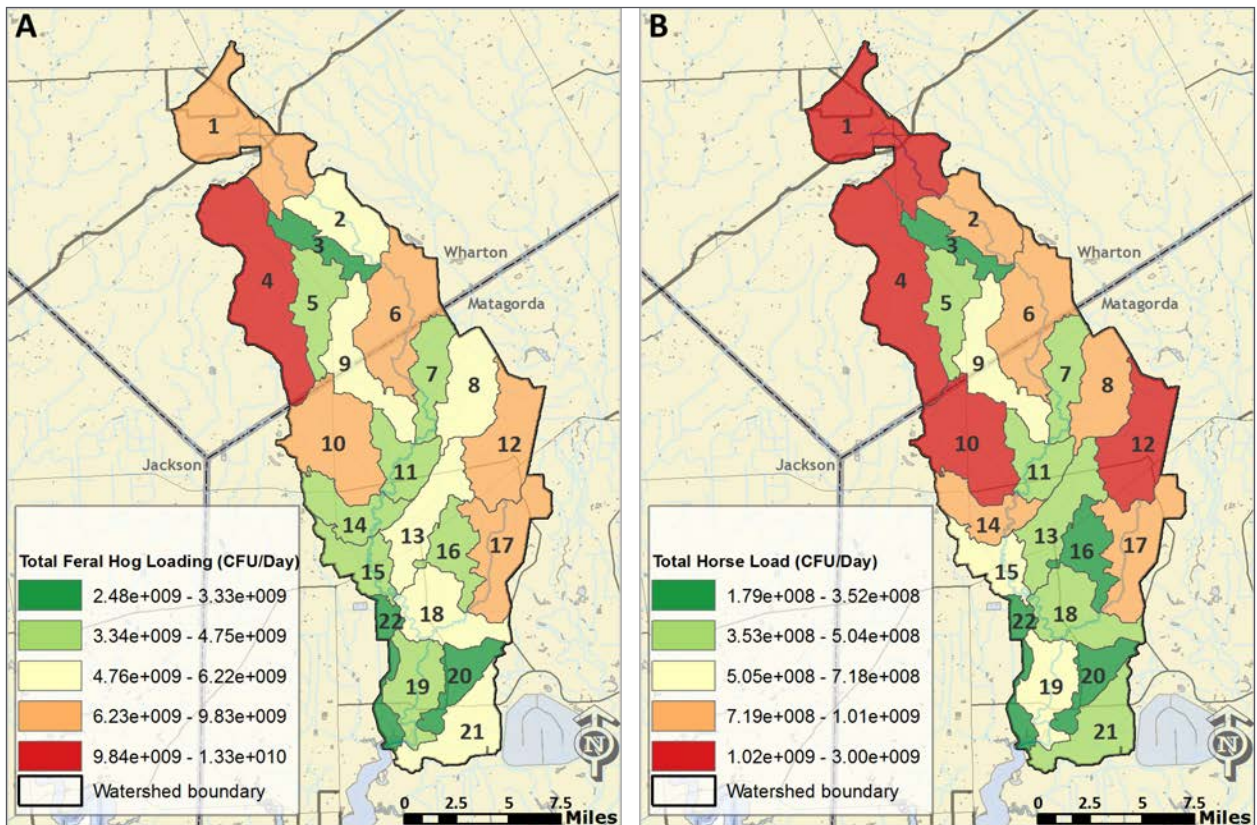 A
1
2
3
Wharton
4
5
6
Matagorda
9
7
8
10
12
Jackson
11
14
13
16
17
15
18
22
20
19
21
Total Feral Hog Loading (CFU/Day)
2.48e+009 - 3.33e+009
3.34e+009 - 4.75e+009
4.76e+009 - 6.22e+009
6.23e+009 - 9.83e+009
9.84e+009 - 1.33e+010
Watershed boundary
N
0 2.5 5 7.5
Miles
B
1
2
3
Wharton
4
5
6
Matagorda
9
7
8
10
12
Jackson
11
14
13
16
17
15
18
22
20
19
21
Total Horse Load (CFU/Day)
1.79e+008 - 3.52e+008
3.53e+008 - 5.04e+008
5.05e+008 - 7.18e+008
7.19e+008 - 1.01e+009
1.02e+009 - 3.00e+009
Watershed boundary
N
0 2.5 5 7.5
Miles